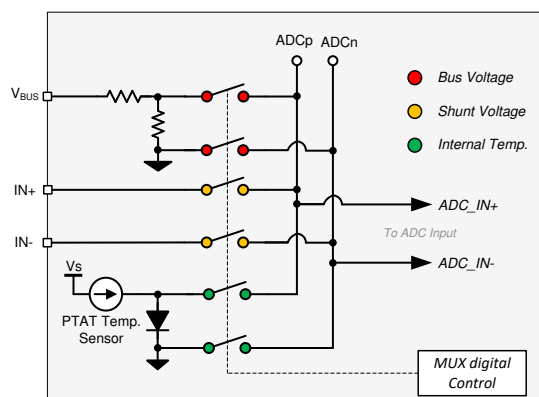 ADCp ADCn
VBUS
Bus Voltage
Shunt Voltage
Internal Temp.
IN+
ADC_IN+
To ADC Input
IN-
ADC_IN-
Vs
PTAT Temp.
Sensor
MUX digital
Control